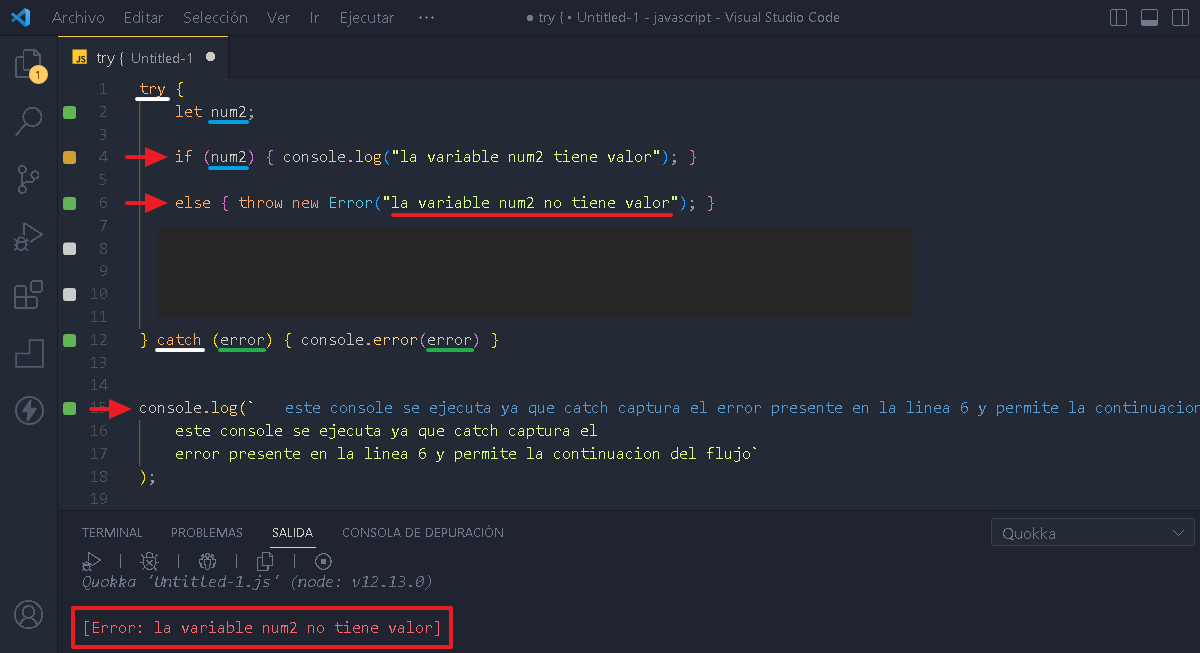 Archivo Editar Selección Ver Ir Ejecutar ··· ● try { • Untitled-1 - javascript - Visual Studio Code
JS try { Untitled-1 ●
1
1 try {
2 let num2;
3
4 if (num2) { console.log("la variable num2 tiene valor"); }
5
6 else { throw new Error("la variable num2 no tiene valor"); }
7
8
9
10
11
12 } catch (error) { console.error(error) }
13
14
15 console.log(` este console se ejecuta ya que catch captura el error presente en la linea 6 y permite la continuacion
16 este console se ejecuta ya que catch captura el
17 error presente en la linea 6 y permite la continuacion del flujo`
18 );
19
TERMINAL PROBLEMAS SALIDA CONSOLA DE DEPURACIÓN Quokka
Quokka 'Untitled-1.js' (node: v12.13.0)
[Error: la variable num2 no tiene valor]